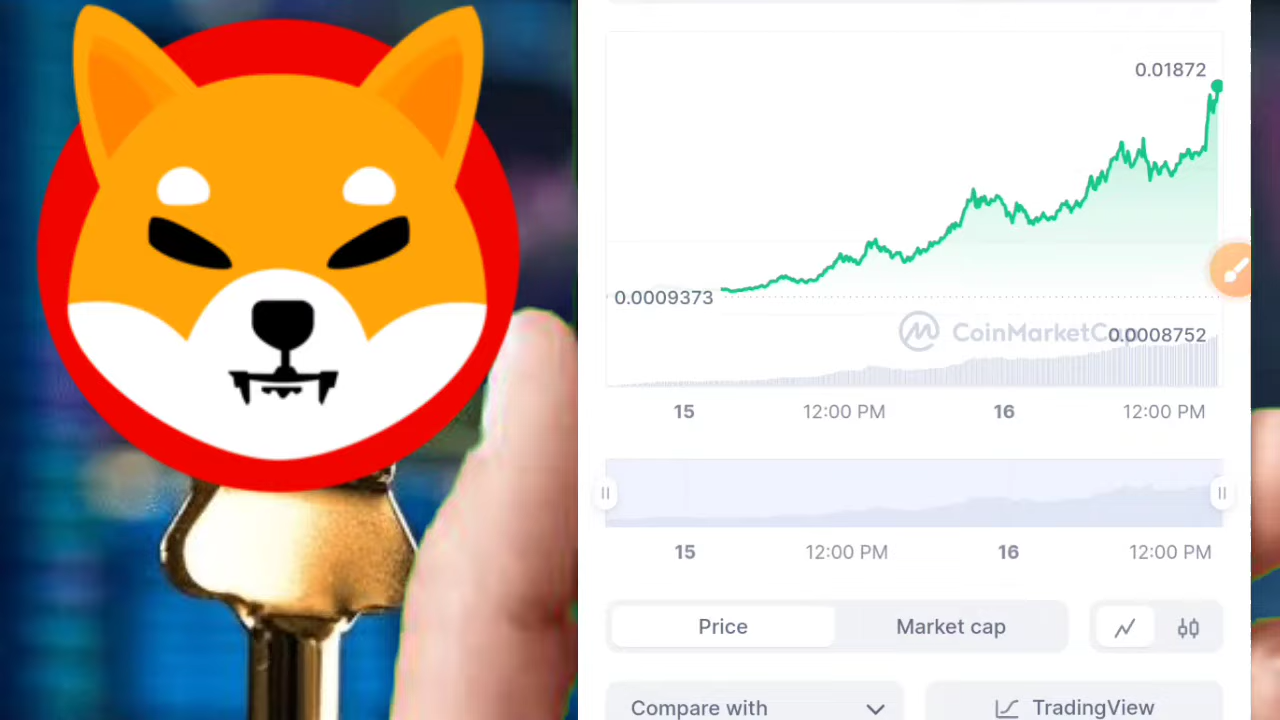 0.01872
0.0009373
CoinMarketC
0.0008752
15 12:00 PM 16 12:00 PM
15 12:00 PM 16 12:00 PM
Price Market cap
Compare with TradingView